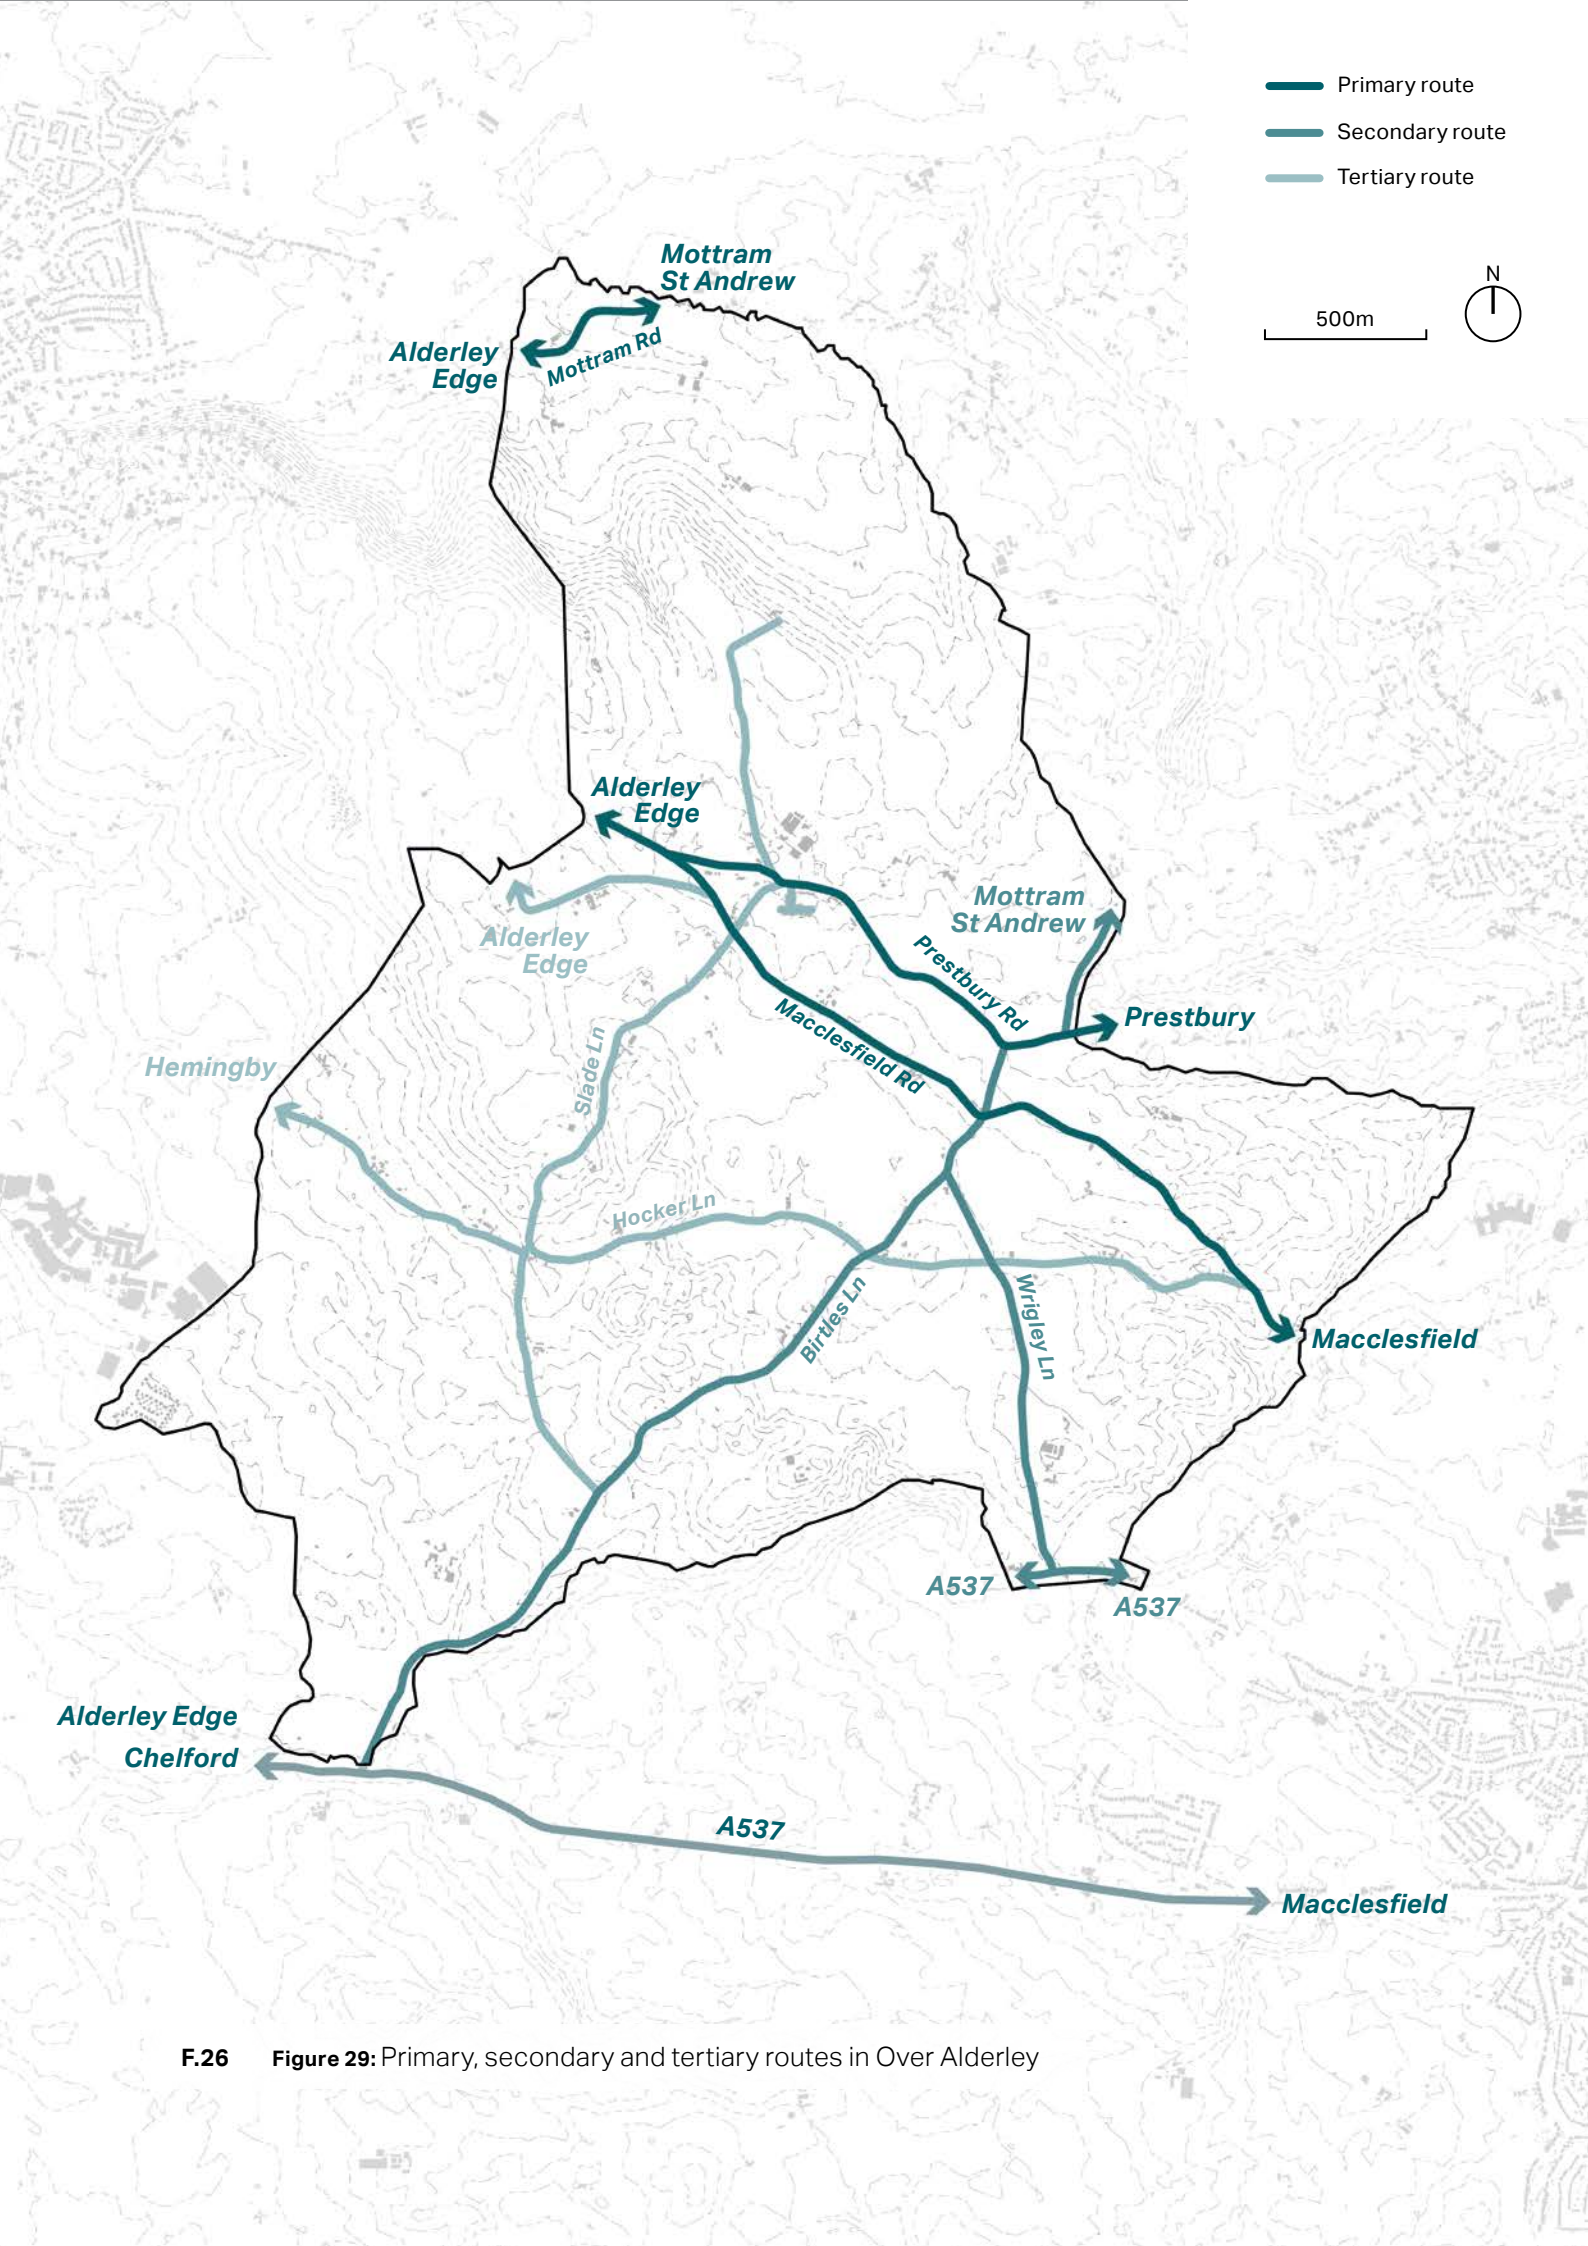 Primary route
Secondary route
Tertiary route
N
500m
Mottram
St Andrew
Alderley
Edge
Mottram Rd
Alderley
Edge
Mottram
St Andrew
Alderley
Edge
Prestbury Rd
Prestbury
Macclesfield Rd
Slade Ln
Hemingby
Hocker Ln
Birtles Ln
Wrigley Ln
Macclesfield
A537
A537
Alderley Edge
Chelford
A537
Macclesfield
F.26 Figure 29: Primary, secondary and tertiary routes in Over Alderley